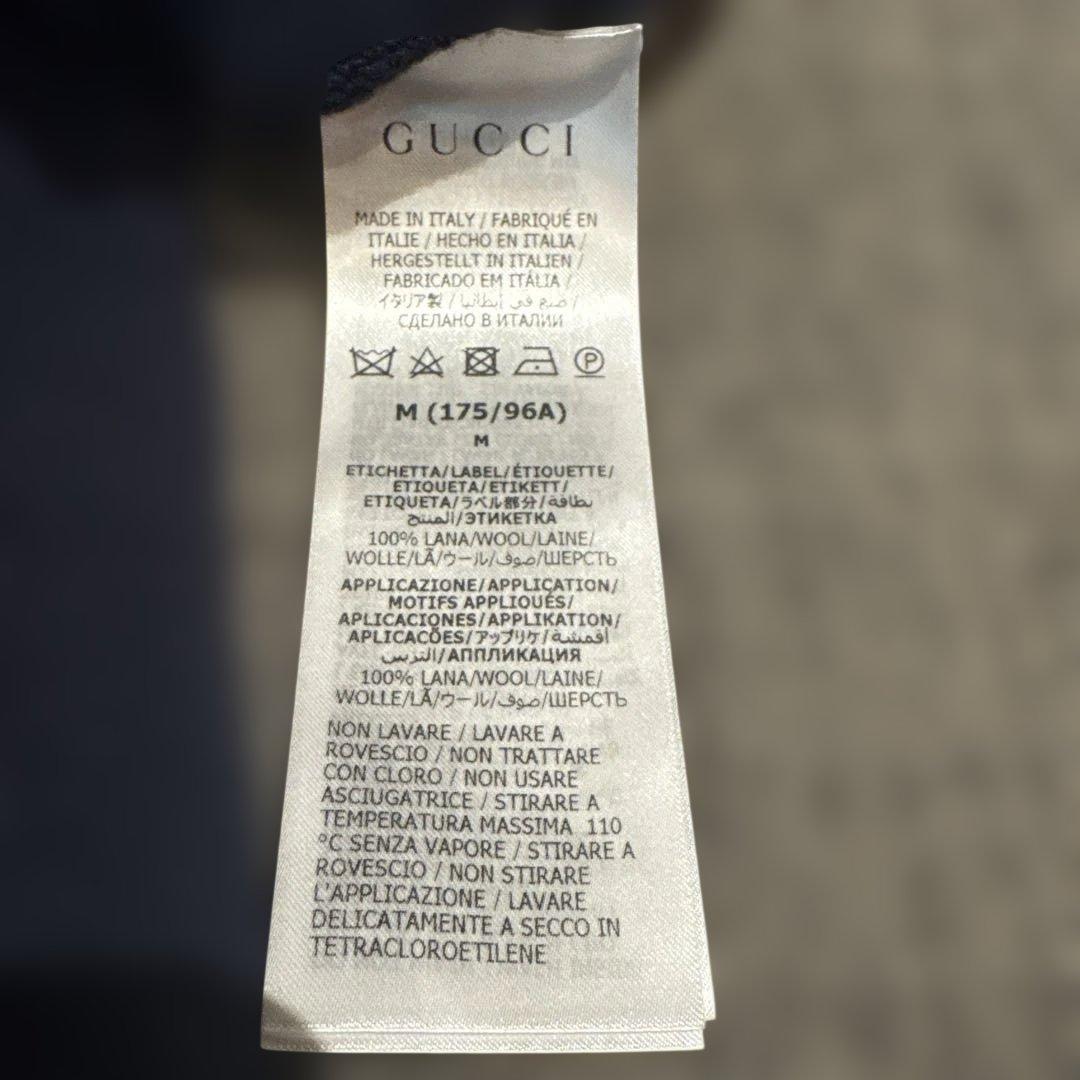 GUCCI
MADE IN ITALY / FABRIQUÉ EN
ITALIE / HECHO EN ITALIA /
HERGESTELLT IN ITALIEN /
FABRICADO EM ITÁLIA /
イタリア製 / صنع في إيطاليا /
СДЕЛАНО В ИТАЛИИ
P
M (175/96A)
M
ETICHETTA/LABEL/ÉTIQUETTE/
ETIQUETA/ETIKETT/
ETIQUETA/ラベル部分/بطاقة
المنتج/ЭТИКЕТКА
100% LANA/WOOL/LAINE/
WOLLE/LÃ/ウール/صوف/ШЕРСТЬ
APPLICAZIONE/APPLICATION/
MOTIFS APPLIQUÉS/
APLICACIONES/APPLIKATION/
APLICAÇÕES/アップリケ/أقمشة
التزيين/АППЛИКАЦИЯ
100% LANA/WOOL/LAINE/
WOLLE/LÃ/ウール/صوف/ШЕРСТЬ
NON LAVARE / LAVARE A
ROVESCIO / NON TRATTARE
CON CLORO / NON USARE
ASCIUGATRICE / STIRARE A
TEMPERATURA MASSIMA 110
°C SENZA VAPORE / STIRARE A
ROVESCIO / NON STIRARE
L'APPLICAZIONE / LAVARE
DELICATAMENTE A SECCO IN
TETRACLOROETILENE